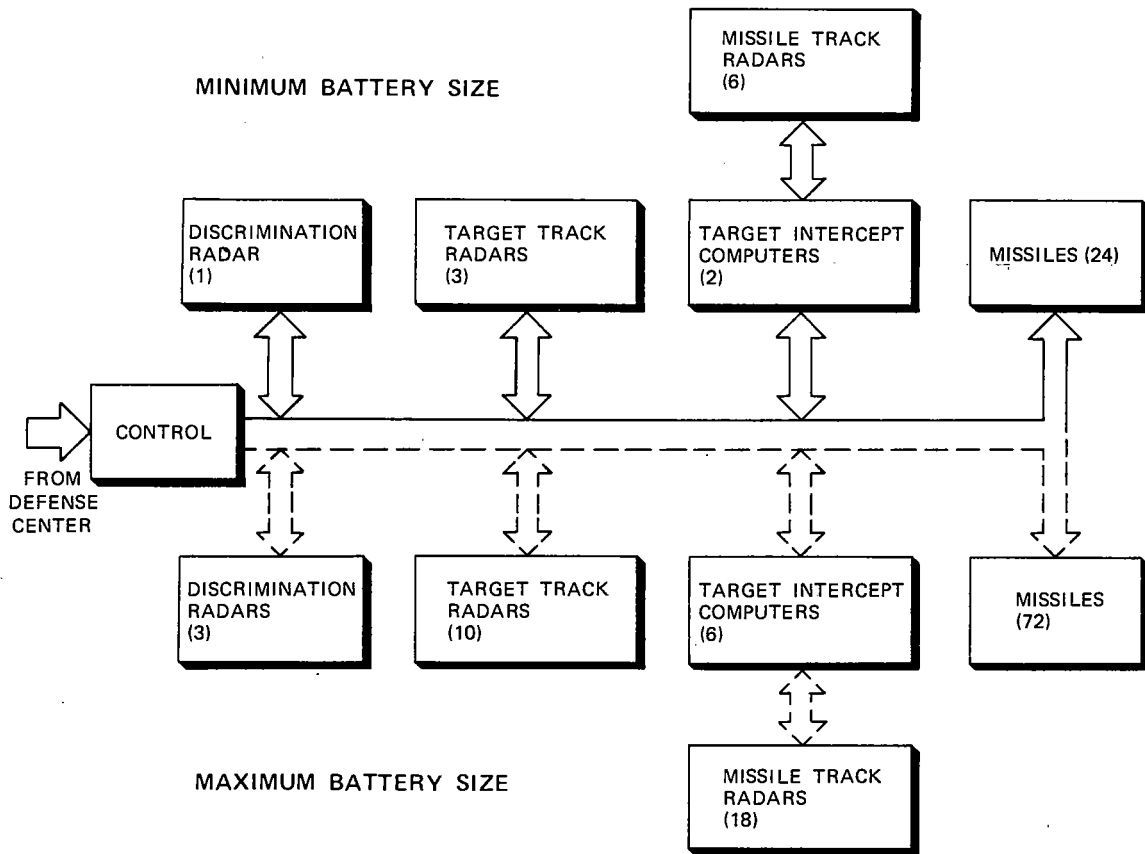 MINIMUM BATTERY SIZE
MISSILE TRACK
RADARS
(6)
DISCRIMINATION
RADAR
(1)
TARGET TRACK
RADARS
(3)
TARGET INTERCEPT
COMPUTERS
(2)
MISSILES (24)
CONTROL
FROM
DEFENSE
CENTER
DISCRIMINATION
RADARS
(3)
TARGET TRACK
RADARS
(10)
TARGET INTERCEPT
COMPUTERS
(6)
MISSILES
(72)
MAXIMUM BATTERY SIZE
MISSILE TRACK
RADARS
(18)